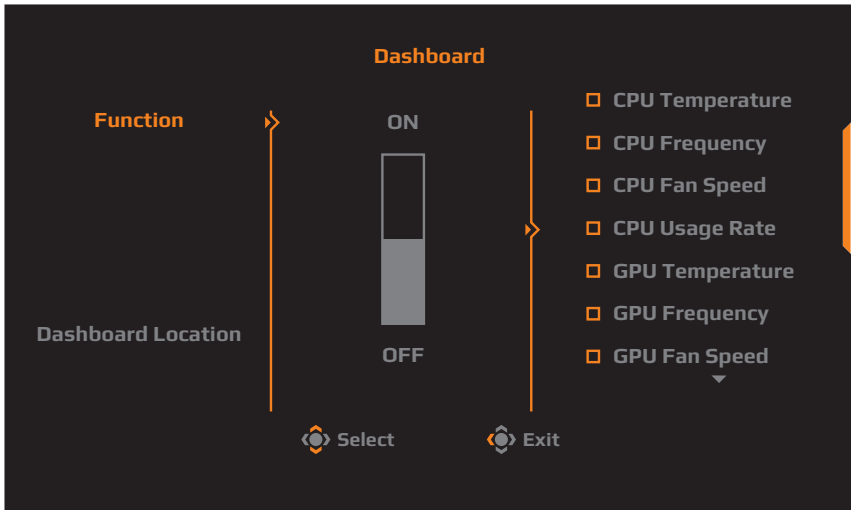 Dashboard
Function
ON
OFF
Dashboard Location
CPU Temperature
CPU Frequency
CPU Fan Speed
CPU Usage Rate
GPU Temperature
GPU Frequency
GPU Fan Speed
Select
Exit